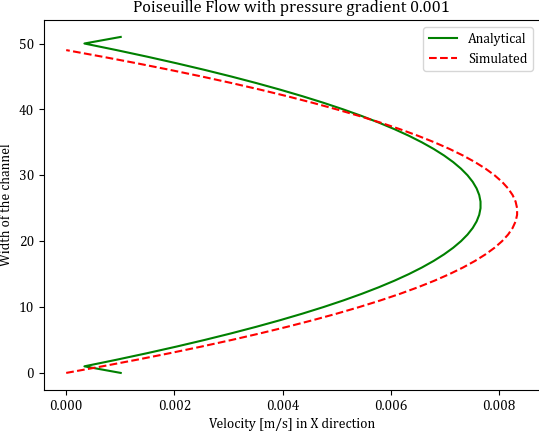 Poiseuille Flow with pressure gradient 0.001
Analytical
Simulated
Width of the channel
50
40
30
20
10
0
0.000 0.002 0.004 0.006 0.008
Velocity [m/s] in X direction